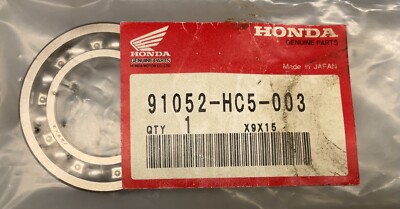 HONDA
GENUINE PARTS
HONDA
GENUINE PARTS
Made in JAPAN
91052-HC5-003
QTY 1 X9X15